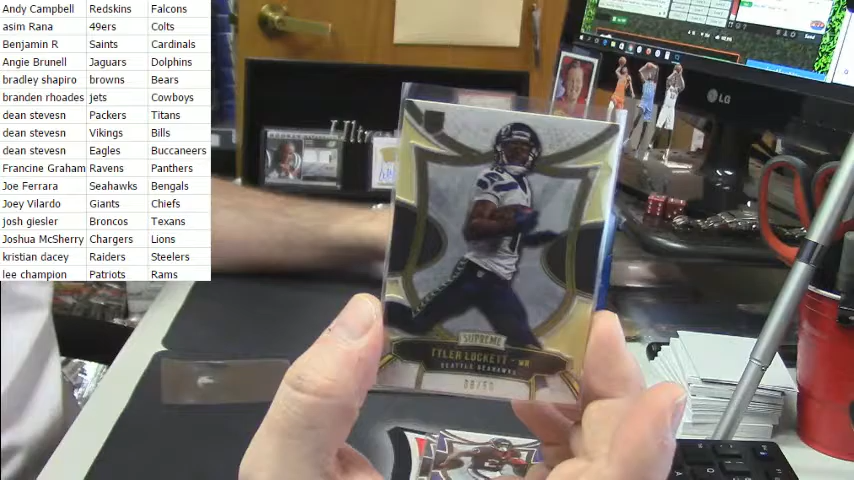 Andy Campbell Redskins Falcons
asim Rana 49ers Colts
Benjamin R Saints Cardinals
Angie Brunell Jaguars Dolphins
bradley shapiro browns Bears
branden rhoades jets Cowboys
dean stevesn Packers Titans
dean stevesn Vikings Bills
dean stevesn Eagles Buccaneers
Francine Graham Ravens Panthers
Joe Ferrara Seahawks Bengals
Joey Vilardo Giants Chiefs
josh giesler Broncos Texans
Joshua McSherry Chargers Lions
kristian dacey Raiders Steelers
lee champion Patriots Rams
LG
SUPREME
TYLER LOCKETT - WR
SEATTLE SEAHAWKS